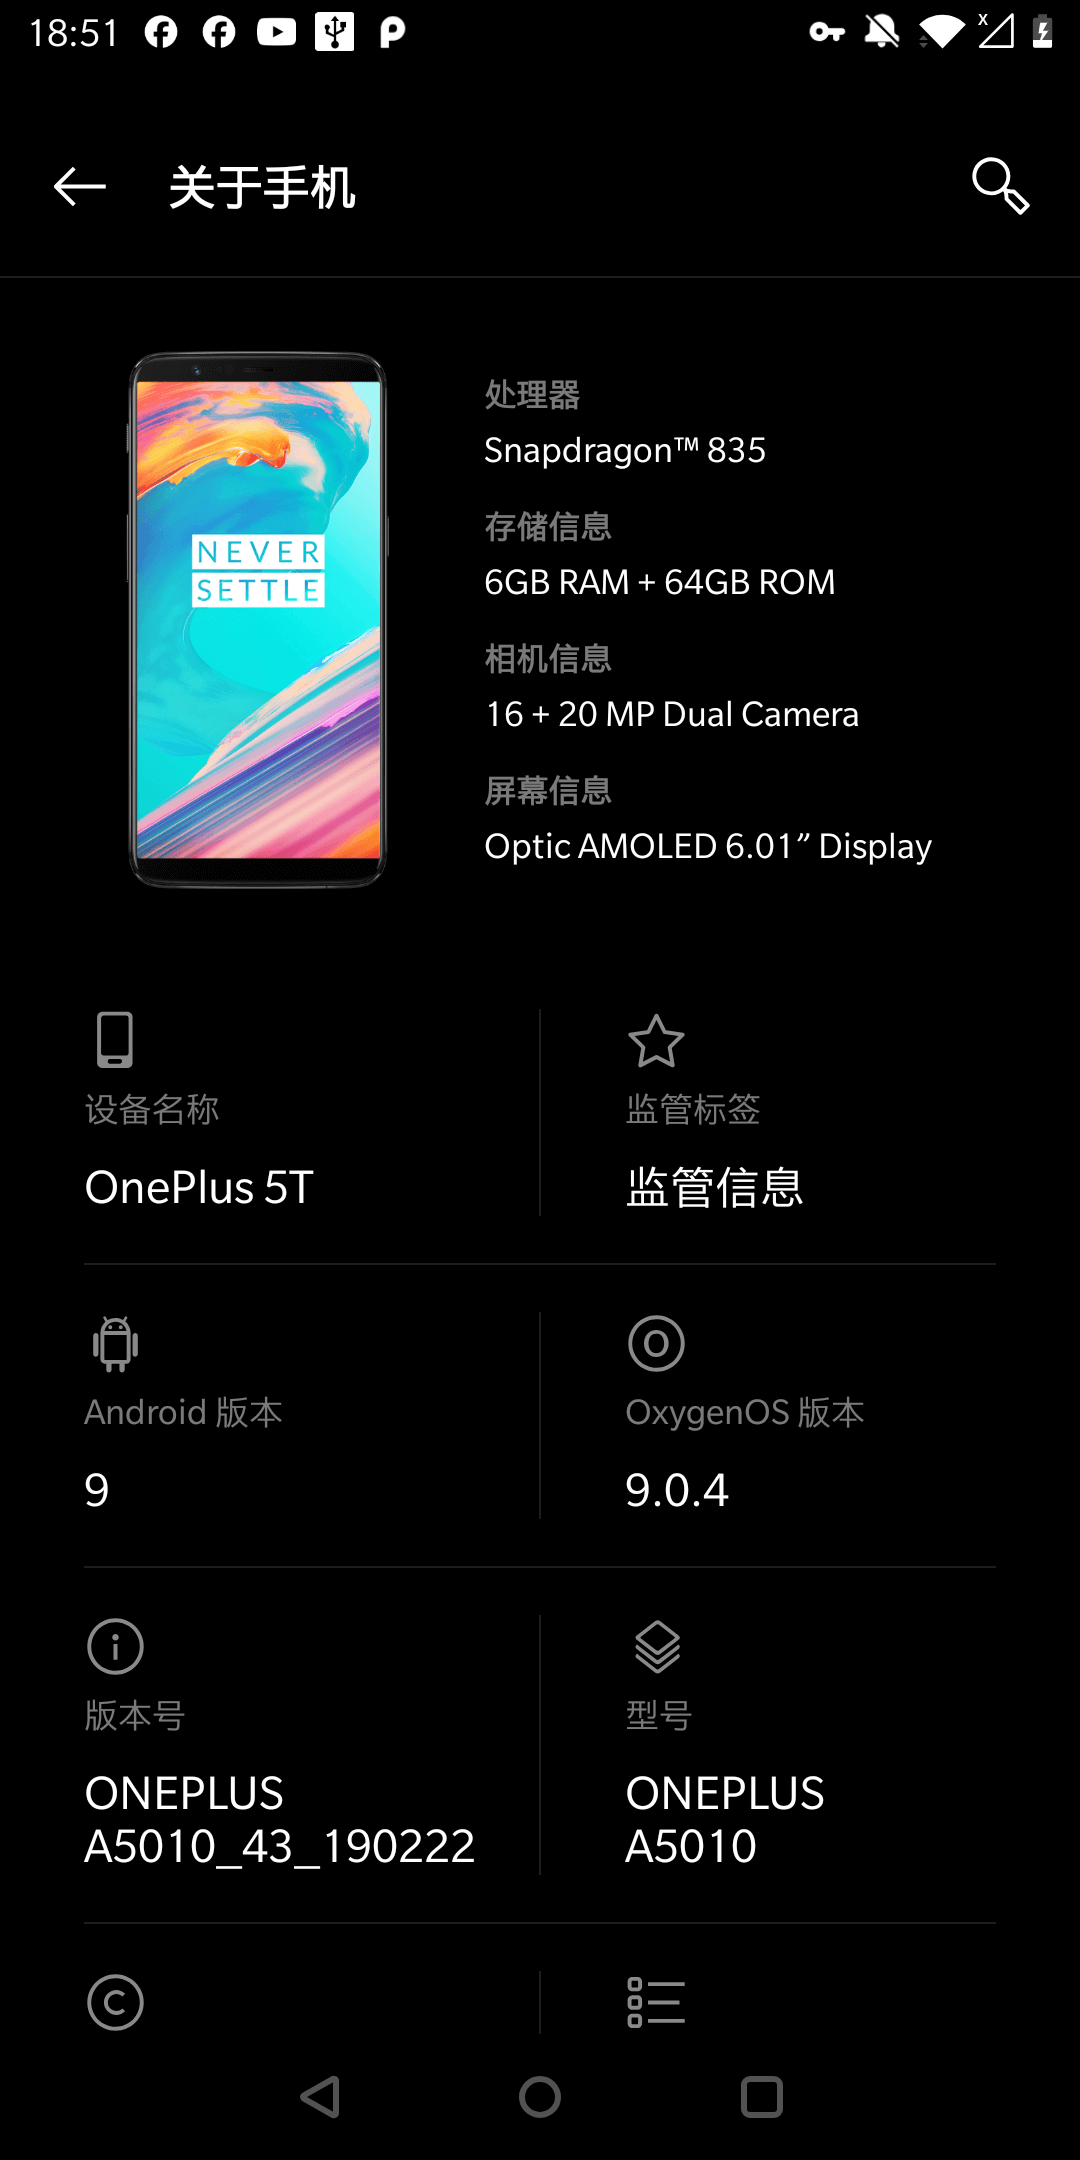 18:51
关于手机
NEVER
SETTLE
处理器
Snapdragon™ 835
存储信息
6GB RAM + 64GB ROM
相机信息
16 + 20 MP Dual Camera
屏幕信息
Optic AMOLED 6.01” Display
设备名称
OnePlus 5T
监管标签
监管信息
Android 版本
9
OxygenOS 版本
9.0.4
版本号
ONEPLUS
A5010_43_190222
型号
ONEPLUS
A5010